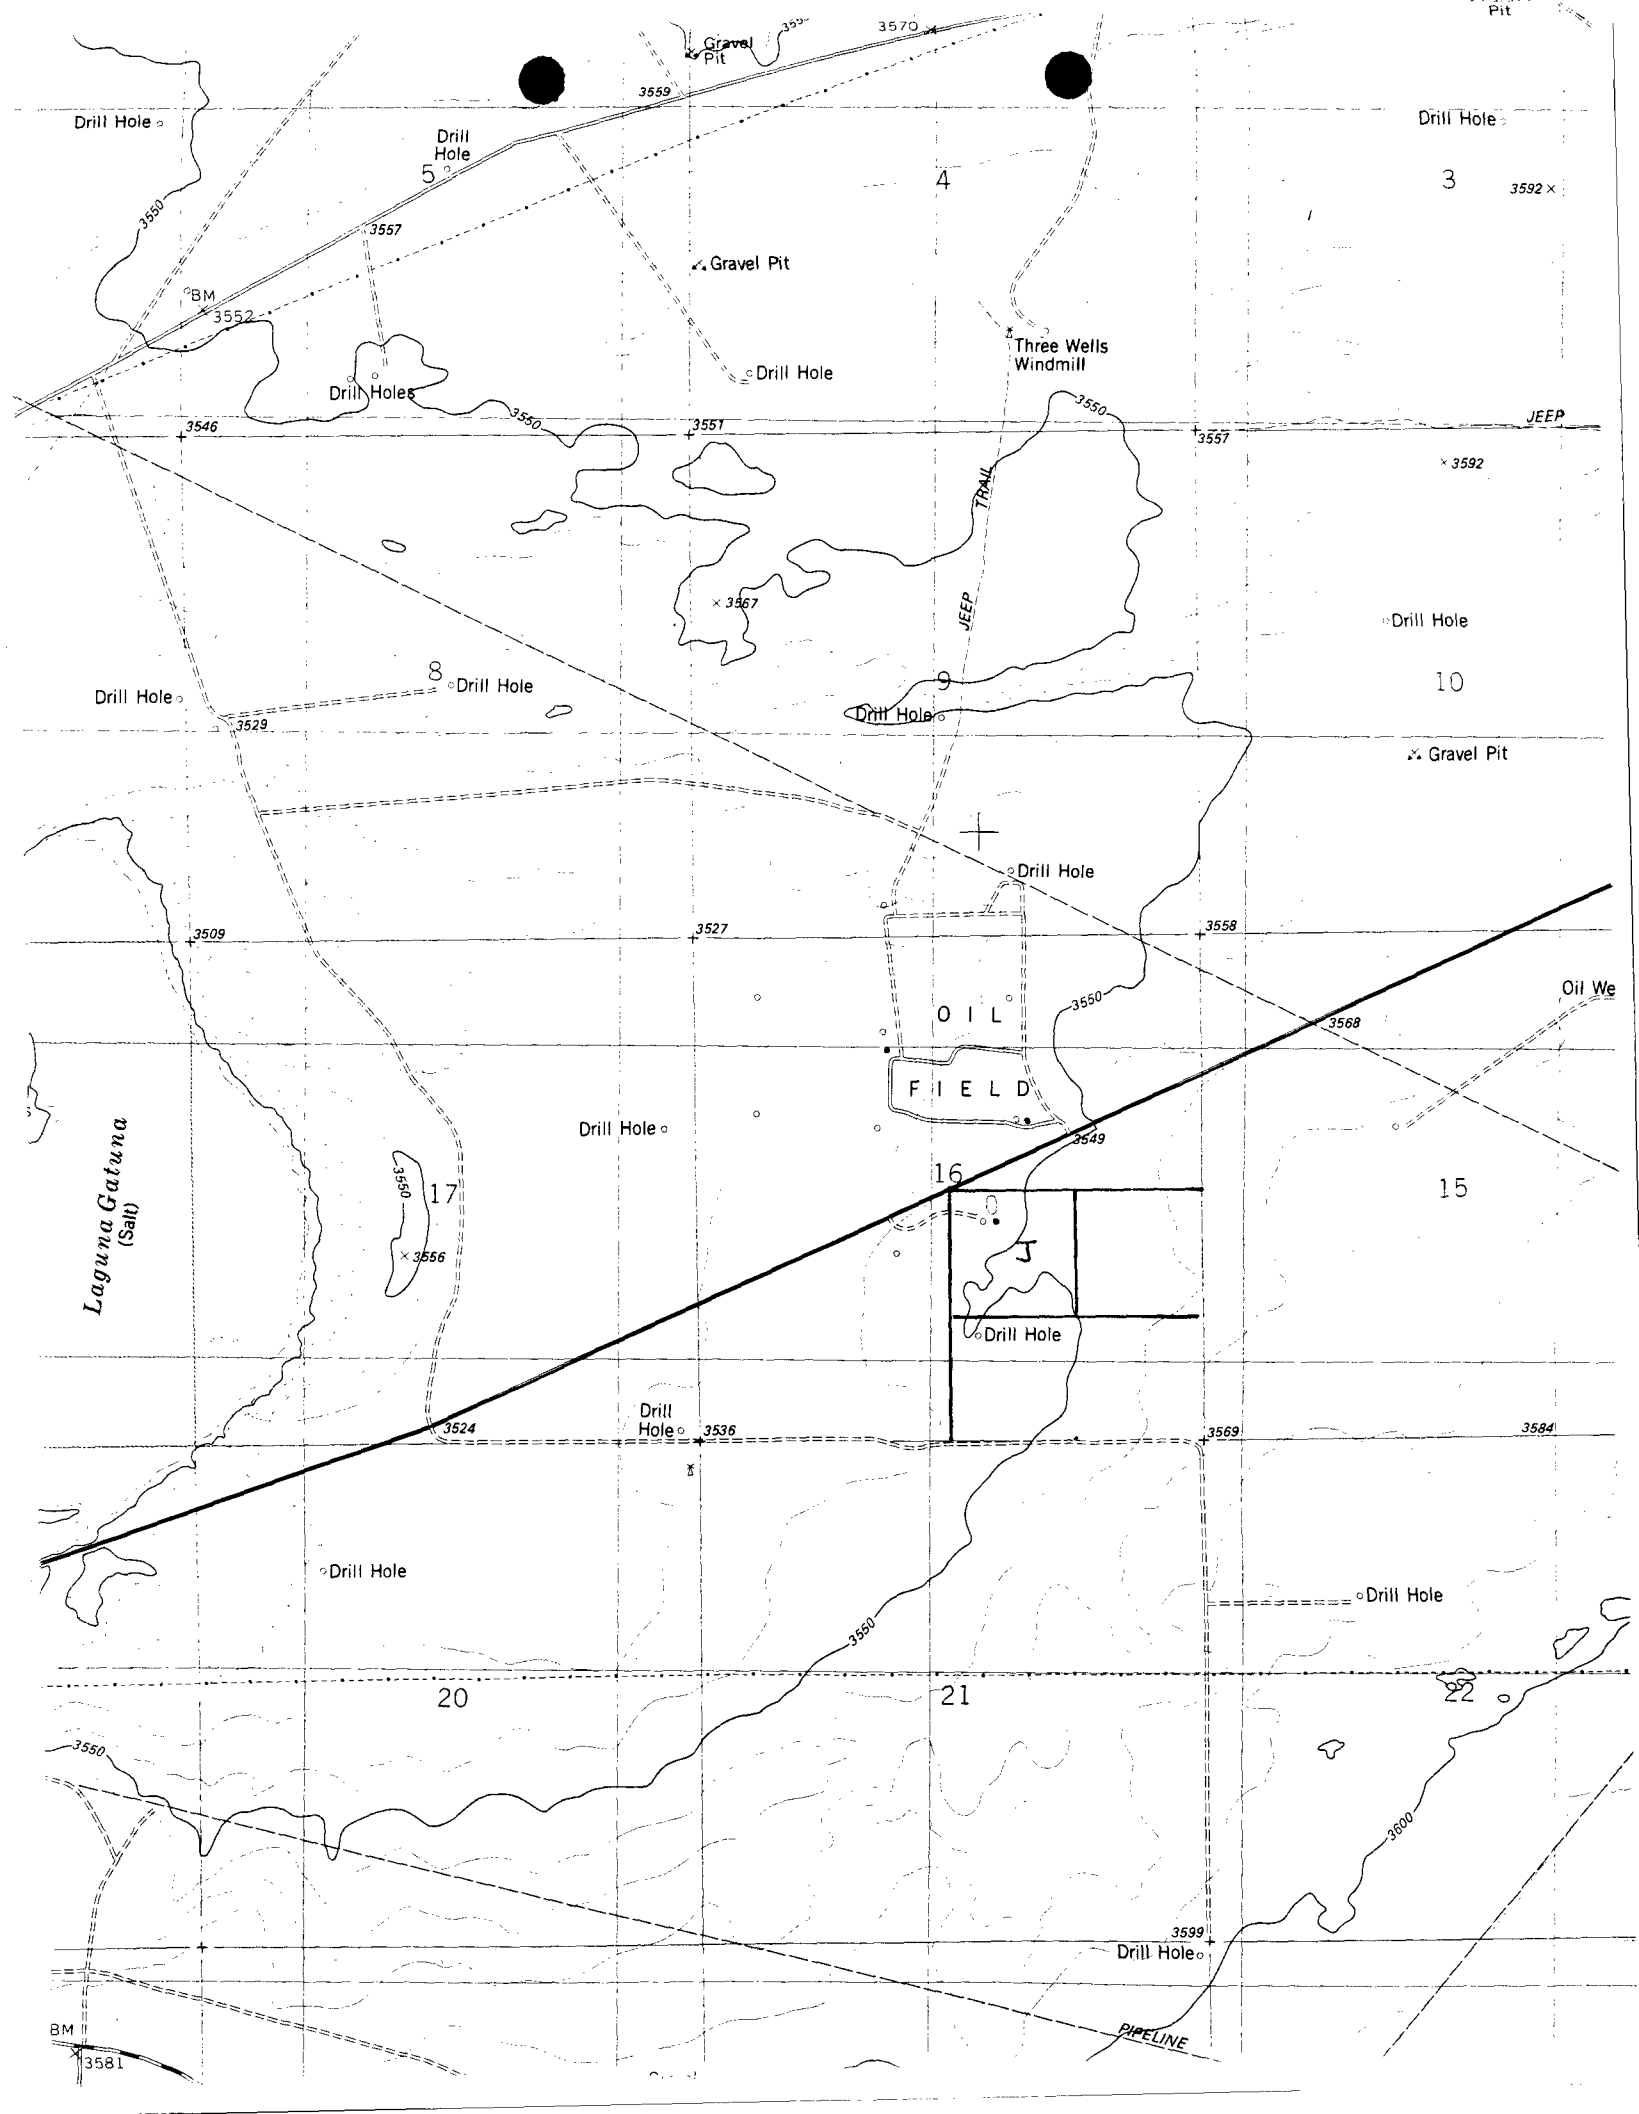 Pit
3570
Gravel
Pit
3559
Drill Hole
Drill
Hole
Drill Hole
5
4
3
3592
3550
3557
Gravel Pit
BM
3552
Three Wells
Windmill
Drill Hole
Drill Holes
3550
3550
JEEP
3546
3551
3557
3592
TRAIL
3567
JEEP
Drill Hole
8
Drill Hole
Drill Hole
9
10
Drill Hole
3529
Gravel Pit
Drill Hole
3509
3527
3558
Oil We
3550
OIL
3568
FIELD
Drill Hole
3549
Laguna Gatuna
(Salt)
3550
17
16
15
J
3556
Drill Hole
3524
Drill
Hole
3536
3569
3584
Drill Hole
Drill Hole
3550
20
21
22
3550
3600
3599
Drill Hole
BM
3581
PIPELINE